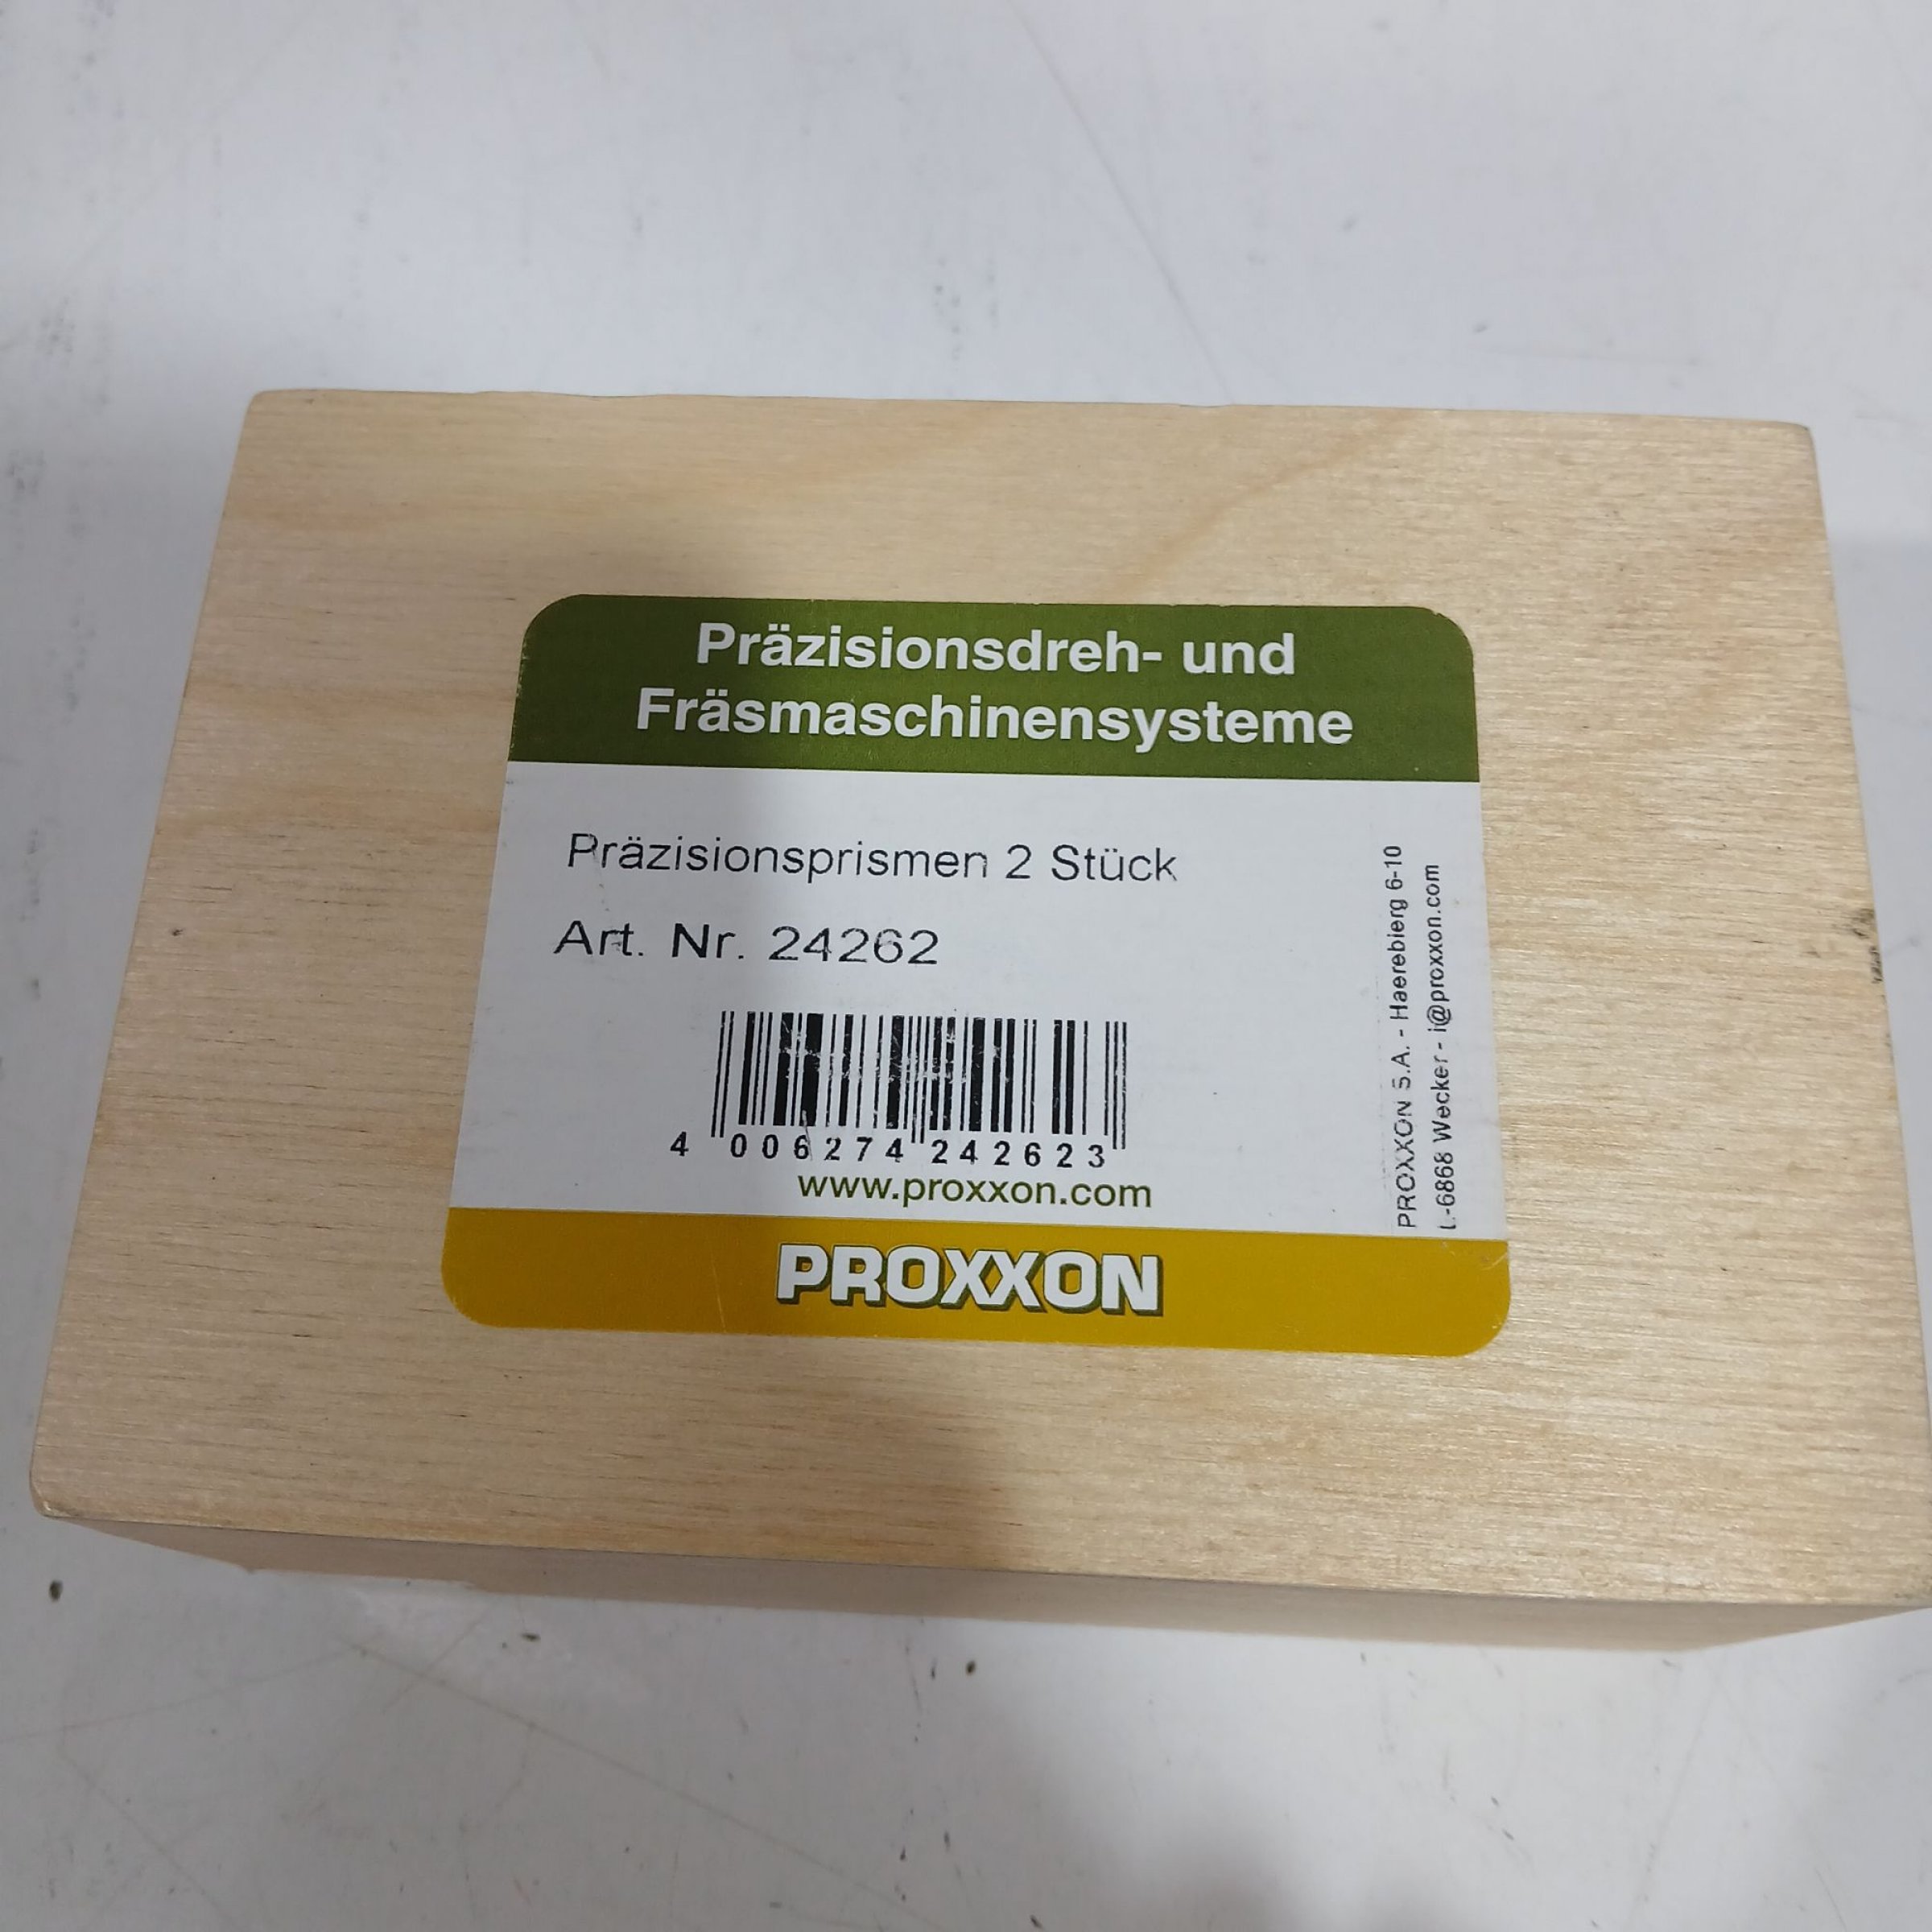 Präzisionsdreh- und
Fräsmaschinensysteme
Präzisionsprismen 2 Stück
Art. Nr. 24262
4 006274 242623
www.proxxon.com
PROXXON
PROXXON S.A. - Haerebierg 6-10
L-6868 Wecker - i@proxxon.com